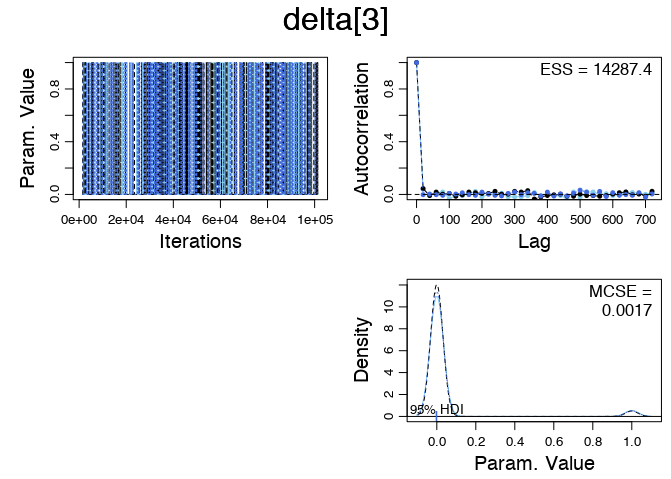 delta[3]
Param. Value
0.0 0.4 0.8
0e+00 2e+04 4e+04 6e+04 8e+04 1e+05
Iterations
Autocorrelation
0.0 0.4 0.8
ESS = 14287.4
0 100 200 300 400 500 600 700
Lag
Density
0 2 4 6 8 10
MCSE =
0.0017
95% HDI
0.0 0.2 0.4 0.6 0.8 1.0
Param. Value